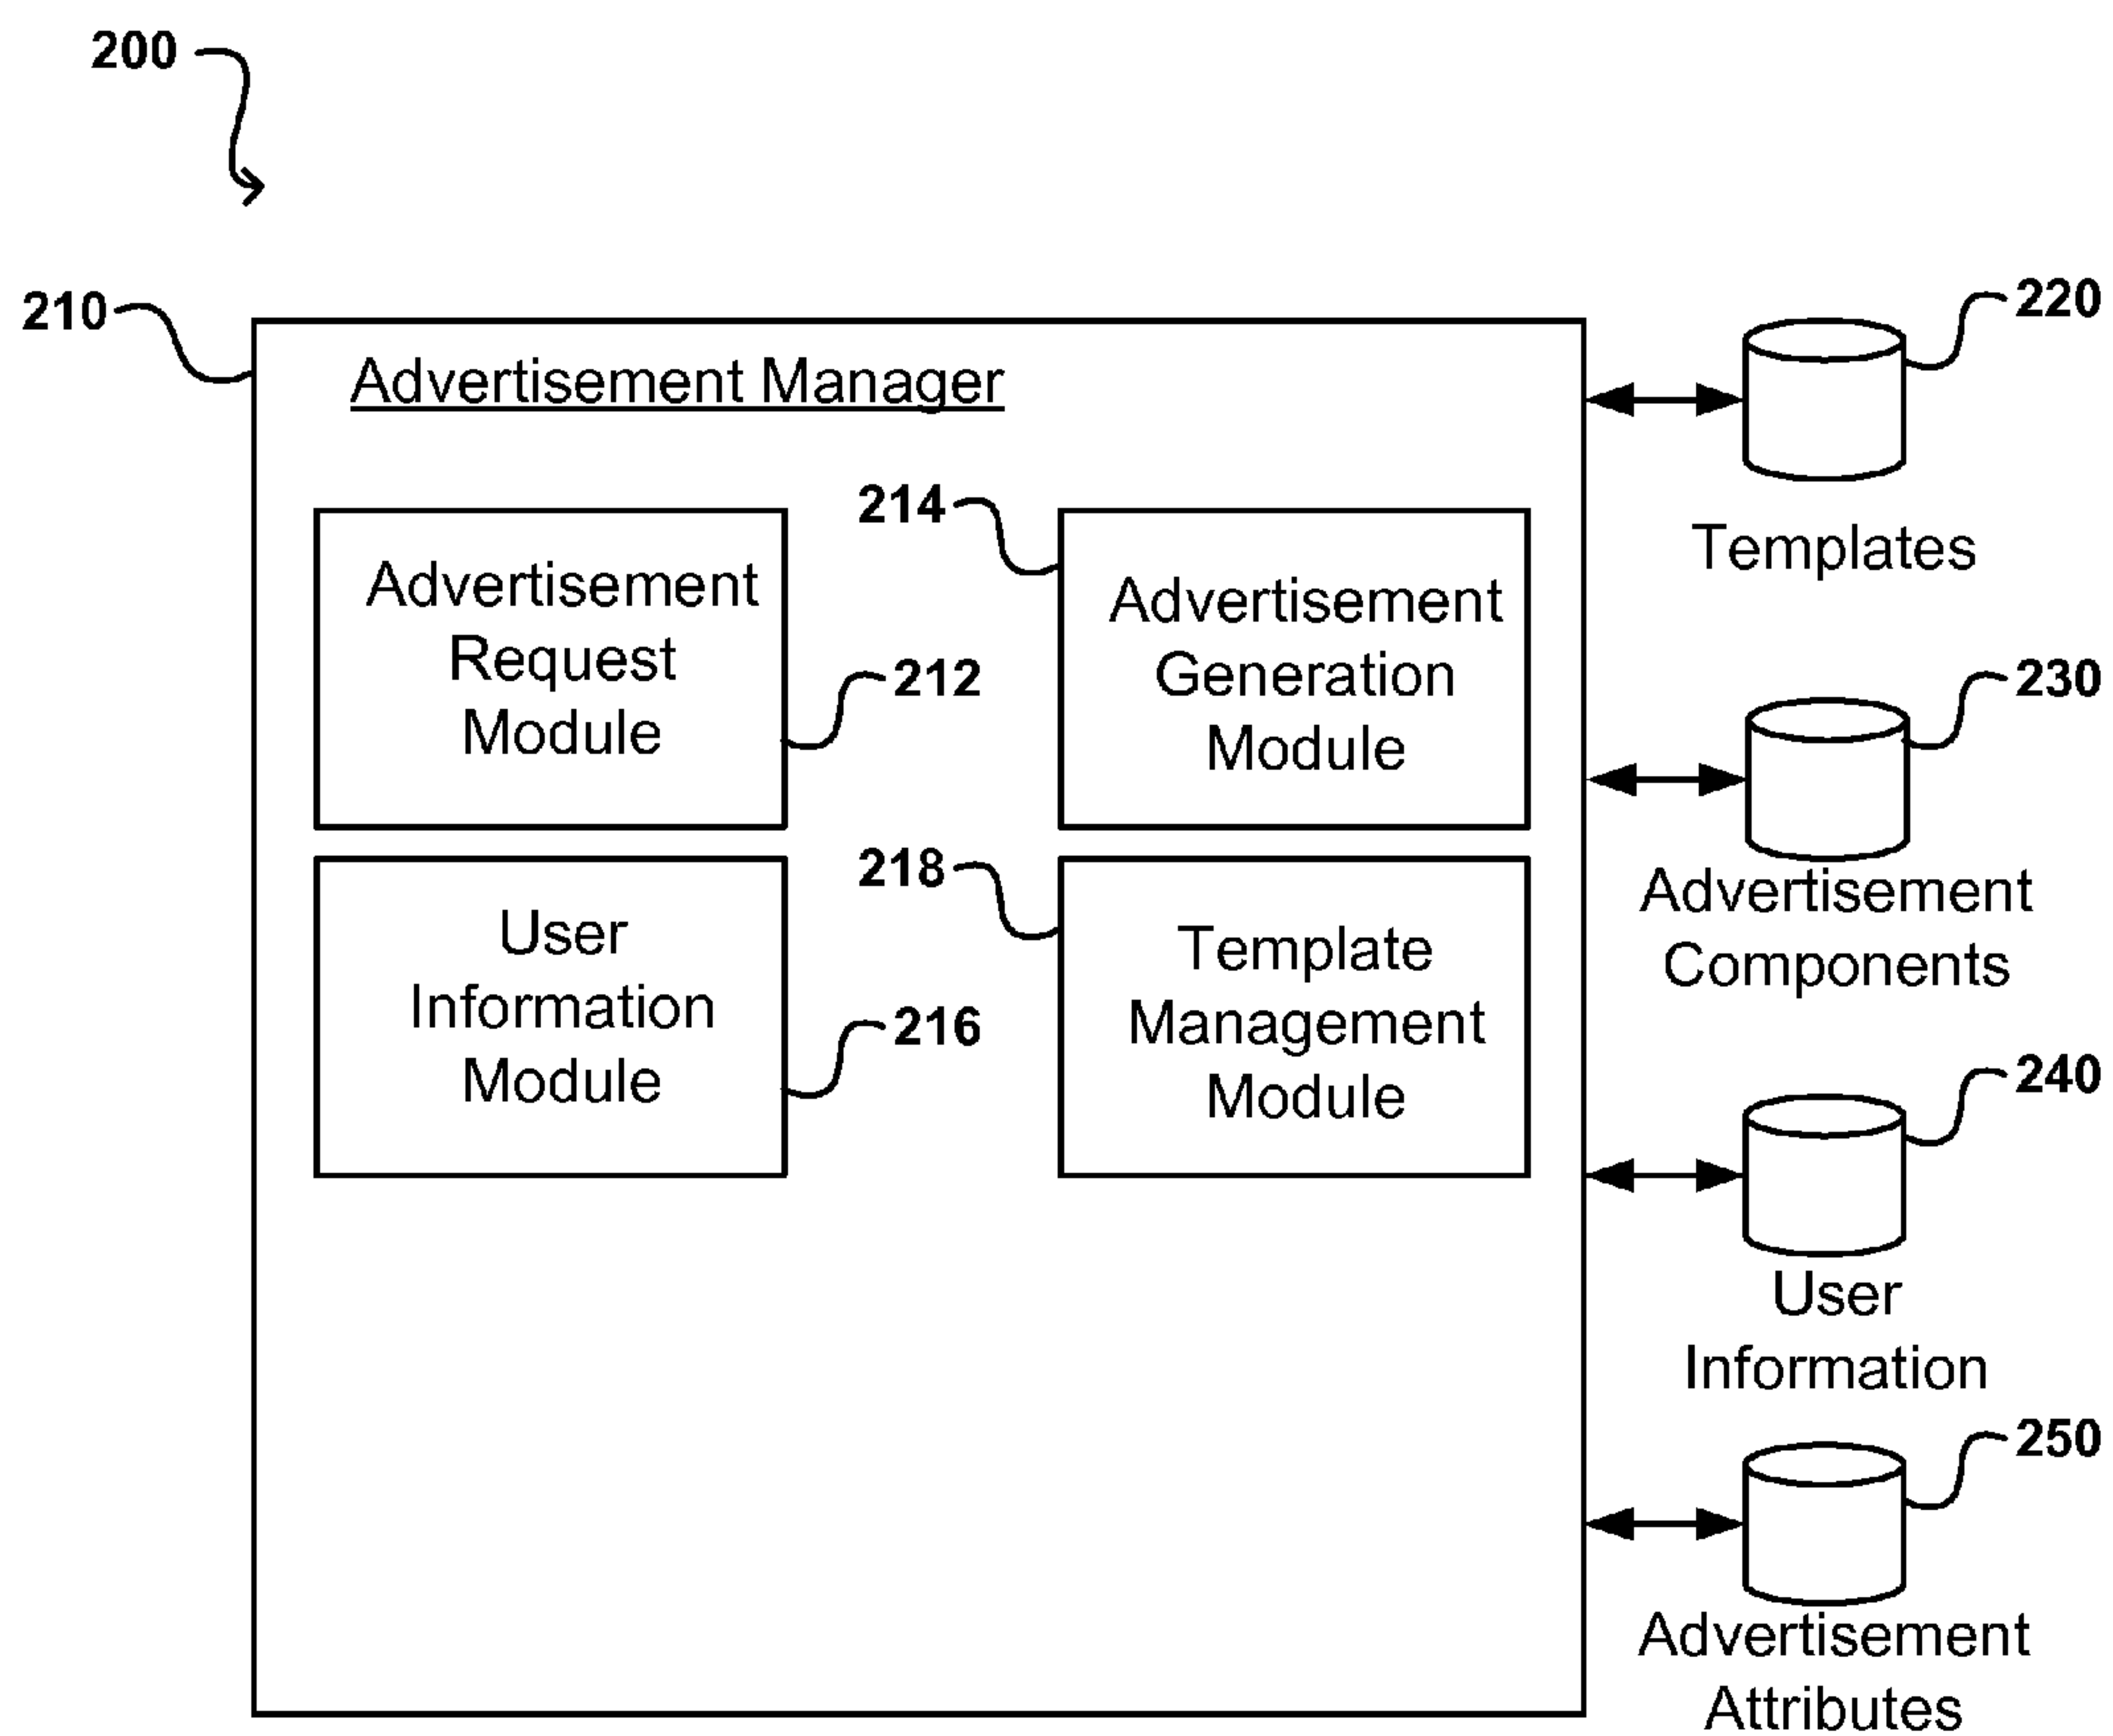 200
210
Advertisement Manager
220
Templates
214
Advertisement
Request
Module
212
Advertisement
Generation
Module
230
Advertisement
Components
218
User
Information
Module
216
Template
Management
Module
240
User
Information
250
Advertisement
Attributes